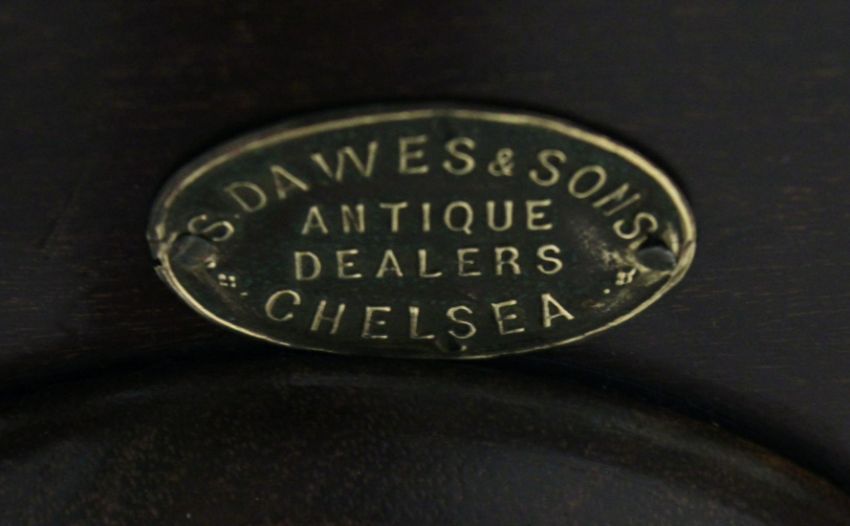 S. DAWES & SONS
ANTIQUE
DEALERS
CHELSEA